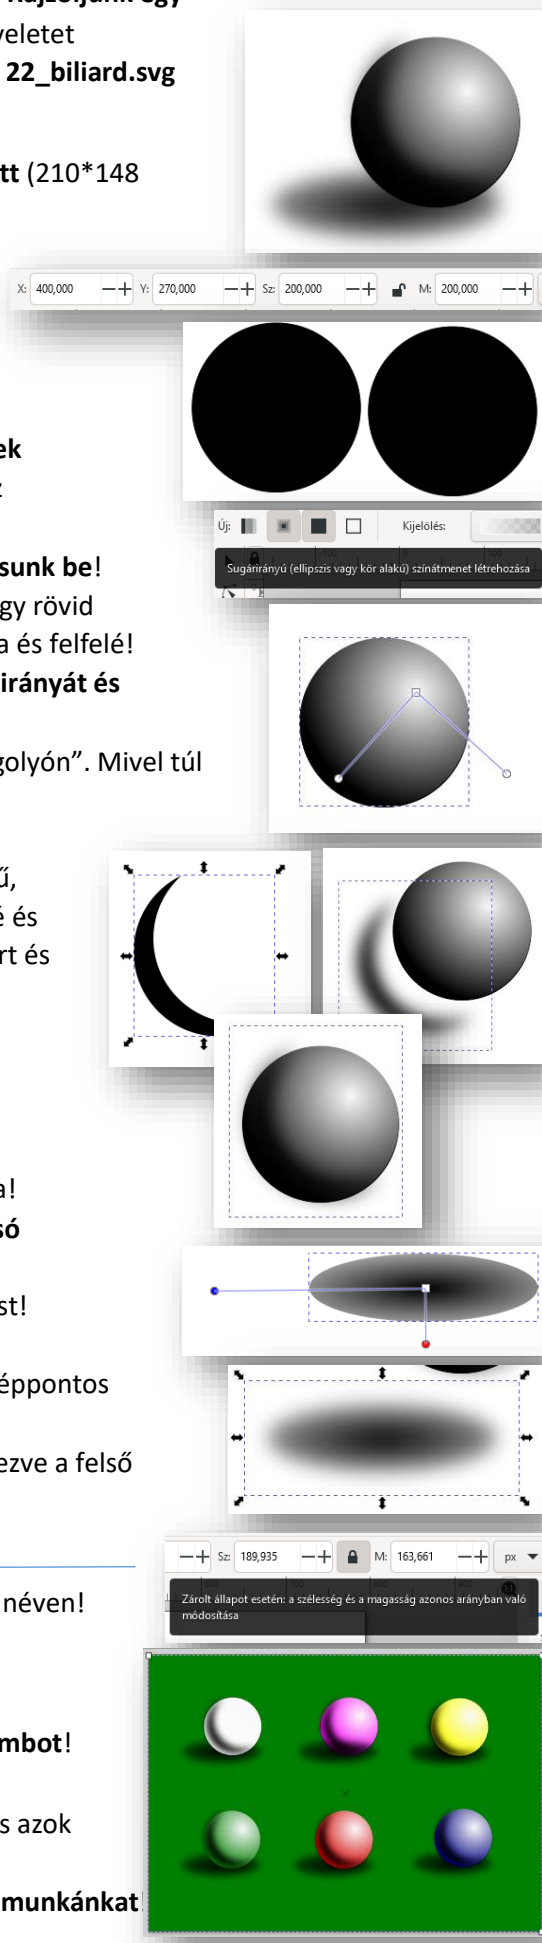 veletet
22_biliard.svg
tt (210*148
X: 400,000 Y: 270,000 Sz: 200,000 M: 200,000
ek
z
sunk be!
Új: Kijelölés:
Sugárirányú (ellipszis vagy kör alakú) színátmenet létrehozása
gy rövid
a és felfelé!
irányát és
golyón”. Mivel túl
ű,
é és
rt és
a!
só
st!
éppontos
ezve a felső
Sz: 189,935 M: 163,661 px
Zárolt állapot esetén: a szélesség és a magasság azonos arányban való
módosítása
néven!
mbot!
s azok
munkánkat!